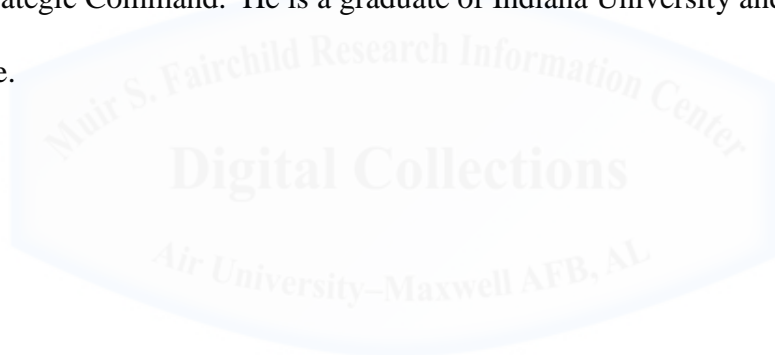 ategic Command. He is a graduate of Indiana University and
e.
Muir S. Fairchild Research Information Center
Digital Collections
Air University–Maxwell AFB, AL